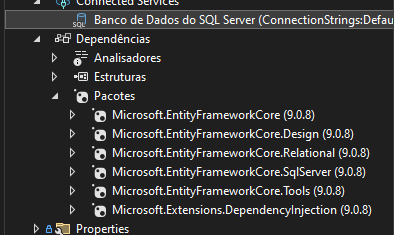 Connected Services
Banco de Dados do SQL Server (ConnectionStrings:Defau
Dependências
Analisadores
Estruturas
Pacotes
Microsoft.EntityFrameworkCore (9.0.8)
Microsoft.EntityFrameworkCore.Design (9.0.8)
Microsoft.EntityFrameworkCore.Relational (9.0.8)
Microsoft.EntityFrameworkCore.SqlServer (9.0.8)
Microsoft.EntityFrameworkCore.Tools (9.0.8)
Microsoft.Extensions.DependencyInjection (9.0.8)
Properties